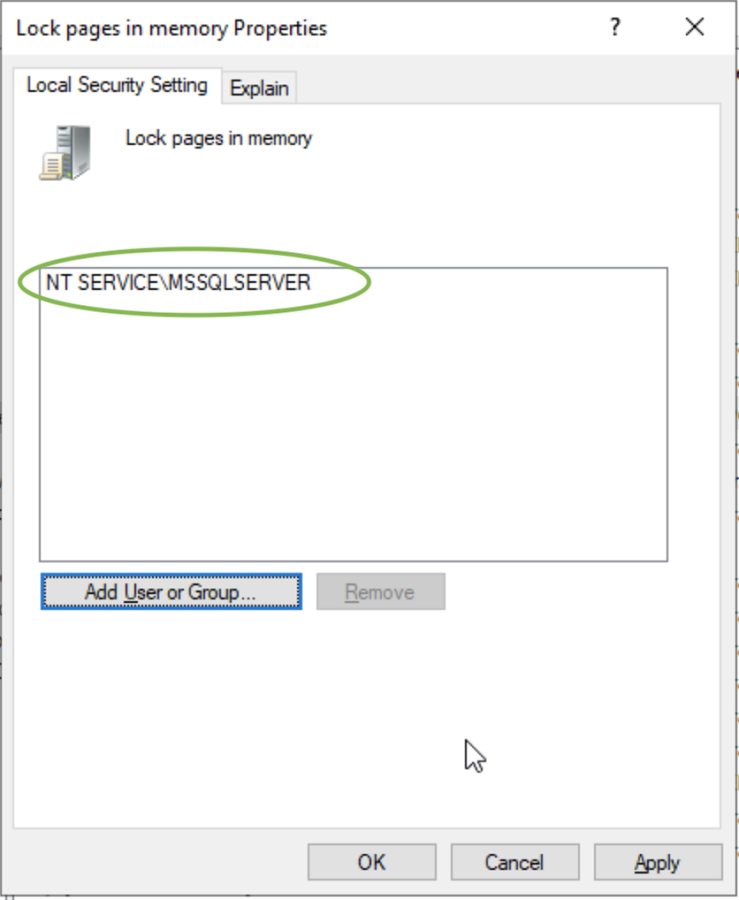 Lock pages in memory Properties
?
Local Security Setting
Explain
Lock pages in memory
NT SERVICE\MSSQLSERVER
Add User or Group...
Remove
OK
Cancel
Apply